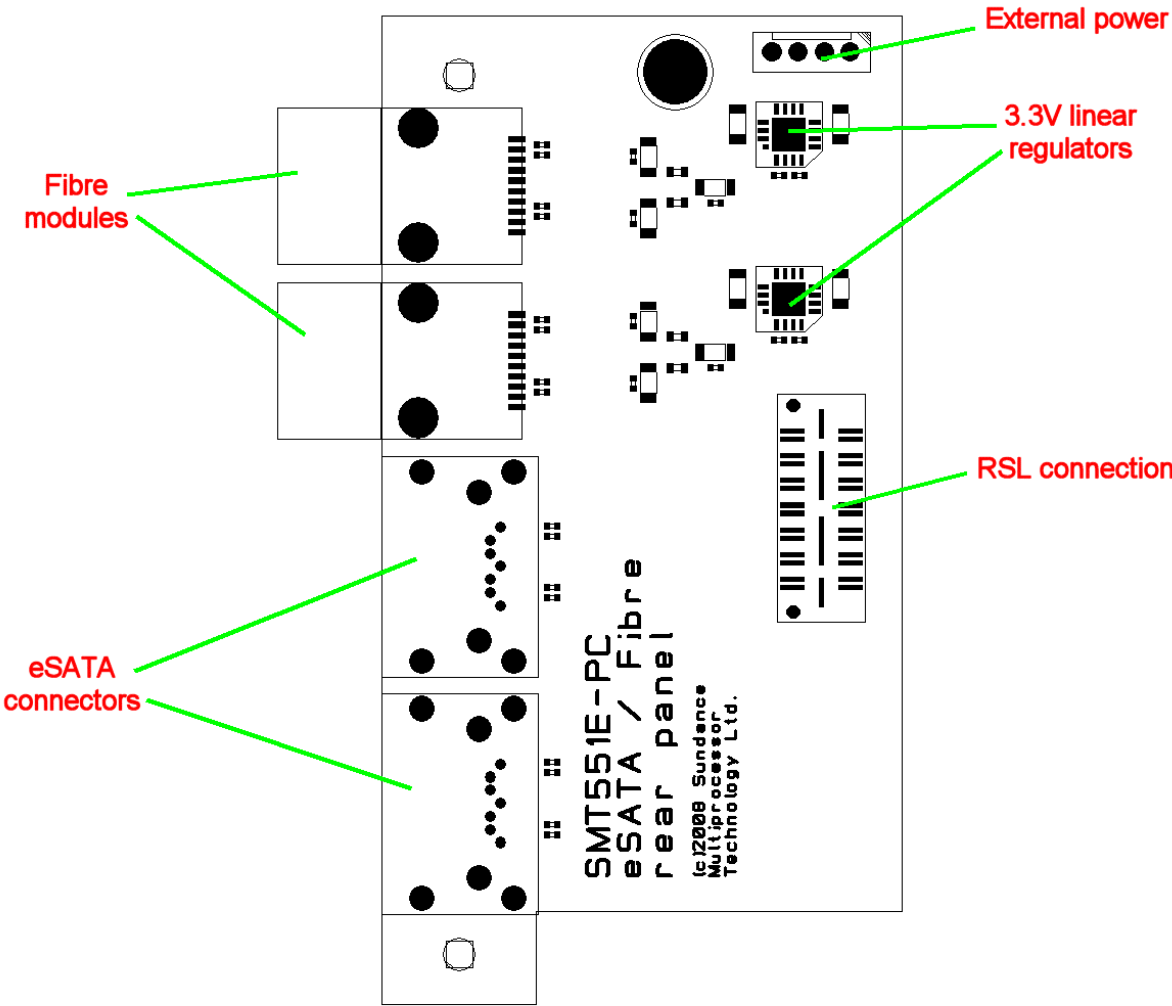 External power
3.3V linear
regulators
Fibre
modules
RSL connection
eSATA
connectors
SMT551E-PC
eSATA / Fibre
rear panel
(c)2008 Sundance
Multiprocessor
Technology Ltd.